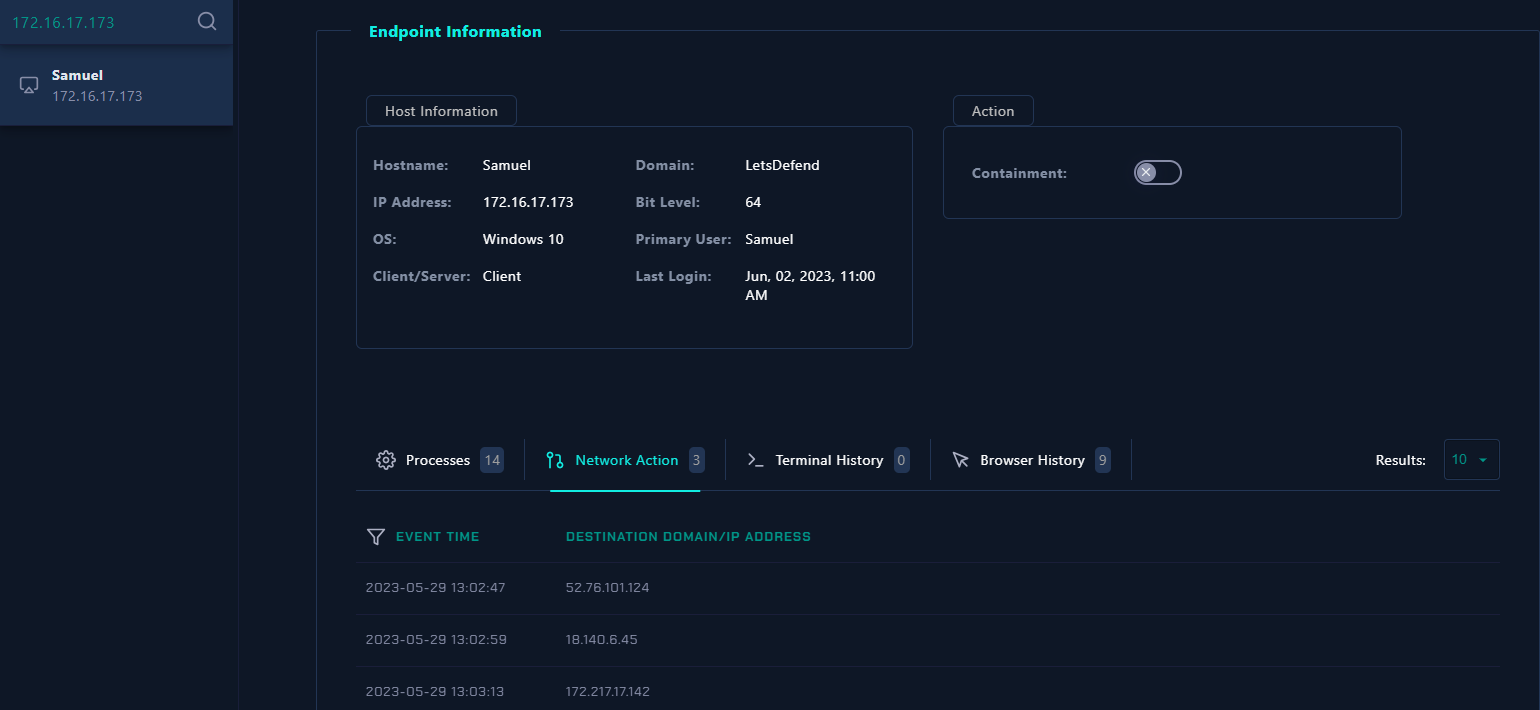 172.16.17.173
Samuel
172.16.17.173
Endpoint Information
Host Information
Hostname: Samuel Domain: LetsDefend
IP Address: 172.16.17.173 Bit Level: 64
OS: Windows 10 Primary User: Samuel
Client/Server: Client Last Login: Jun, 02, 2023, 11:00
AM
Action
Containment:
Processes 14 Network Action 3 Terminal History 0 Browser History 9 Results: 10
EVENT TIME DESTINATION DOMAIN/IP ADDRESS
2023-05-29 13:02:47 52.76.101.124
2023-05-29 13:02:59 18.140.6.45
2023-05-29 13:03:13 172.217.17.142